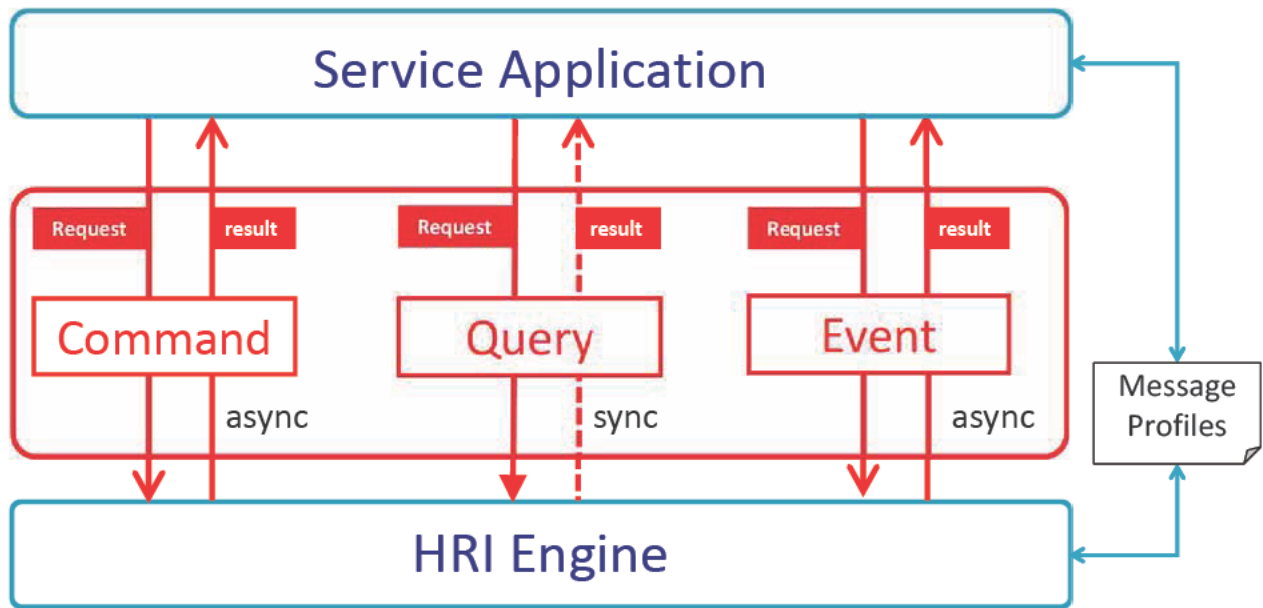 Service Application
Request
result
Request
result
Request
result
Command
Query
Event
async
sync
async
Message
Profiles
HRI Engine